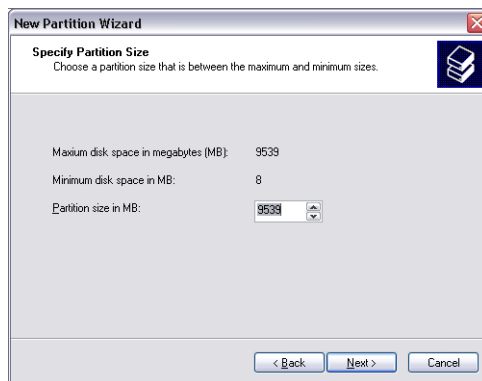 New Partition Wizard
Specify Partition Size
Choose a partition size that is between the maximum and minimum sizes.
Maxium disk space in megabytes (MB): 9539
Minimum disk space in MB: 8
Partition size in MB: 9539
< Back Next > Cancel